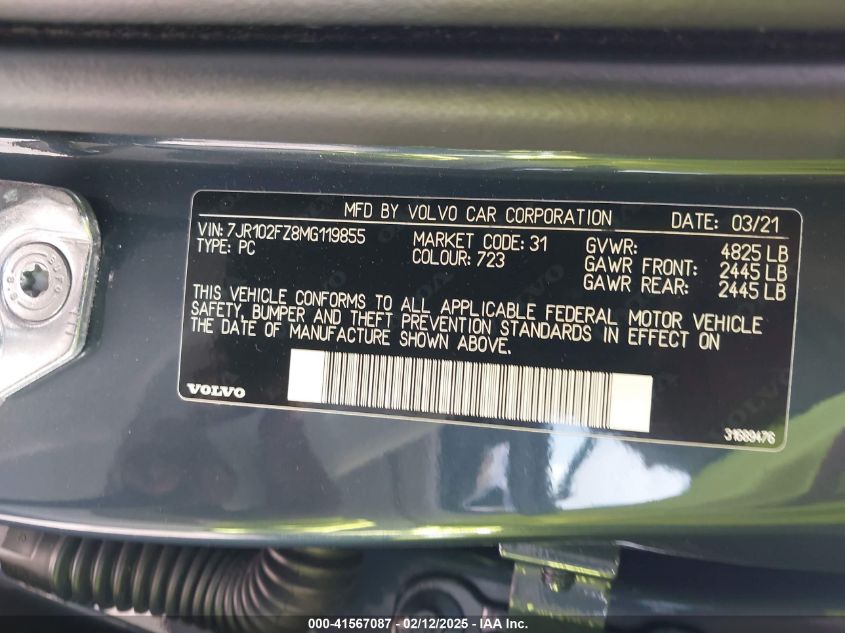 MFD BY VOLVO CAR CORPORATION DATE: 03/21
VIN: 7JR102FZ8MG119855 MARKET CODE: 31 GVWR: 4825 LB
TYPE: PC COLOUR: 723 GAWR FRONT: 2445 LB
GAWR REAR: 2445 LB
THIS VEHICLE CONFORMS TO ALL APPLICABLE FEDERAL MOTOR VEHICLE
SAFETY, BUMPER AND THEFT PREVENTION STANDARDS IN EFFECT ON
THE DATE OF MANUFACTURE SHOWN ABOVE.
VOLVO
31689476
000-41567087 - 02/12/2025 - IAA Inc.